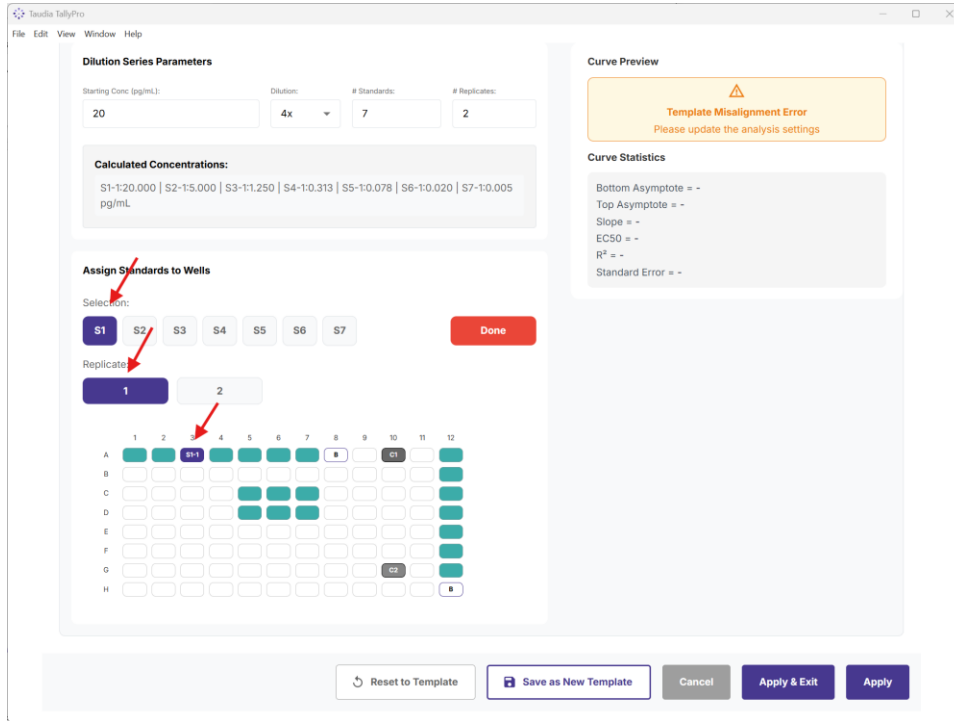 Taudia TallyPro
File Edit View Window Help
Dilution Series Parameters
Starting Conc (pg/mL): Dilution: # Standards: # Replicates:
20 4x 7 2
Calculated Concentrations:
S1-1:20.000 | S2-1:5.000 | S3-1:1.250 | S4-1:0.313 | S5-1:0.078 | S6-1:0.020 | S7-1:0.005
pg/mL
Assign Standards to Wells
Selection:
S1 S2 S3 S4 S5 S6 S7 Done
Replicate:
1 2
1 2 3 4 5 6 7 8 9 10 11 12
A S1-1 B C1
B
C
D
E
F
G C2
H B
Curve Preview
Template Misalignment Error
Please update the analysis settings
Curve Statistics
Bottom Asymptote = -
Top Asymptote = -
Slope = -
EC50 = -
R² = -
Standard Error = -
Reset to Template Save as New Template Cancel Apply & Exit Apply